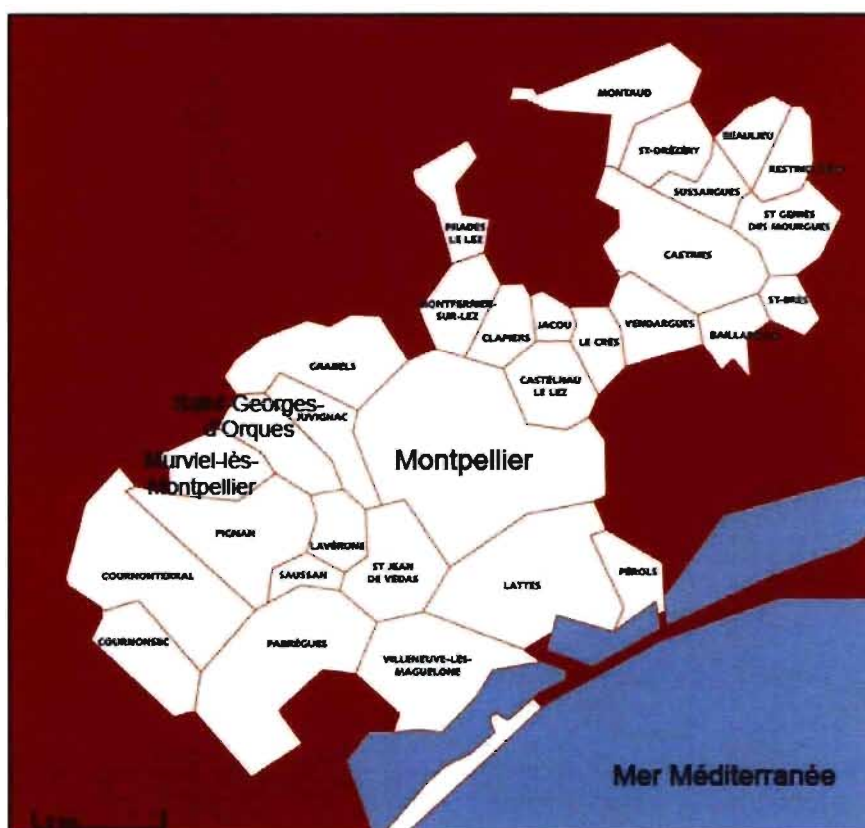 MONTAUD
BEAULIEU
ST-DRÉZÉRY
SUSSARGUES
ST GENIÈS
DES MOURGUES
PRADES
LE LEZ
CASTRIES
MONTFERRIER-
SUR-LEZ
ST-BRÈS
CLAPIERS
JACOU
LE CRÈS
VENDARGUES
GRABELS
CASTELNAU
LE LEZ
Saint-Georges-
d'Orques
JUVIGNAC
Murviel-lès-
Montpellier
Montpellier
PIGNAN
LAVÉRUNE
COURNONTERRAL
SAUSSAN
ST JEAN
DE VEDAS
LATTES
PÉROLS
COURNONSEC
FABRÈGUES
VILLENEUVE-LÈS-
MAGUELONE
Mer Méditerranée